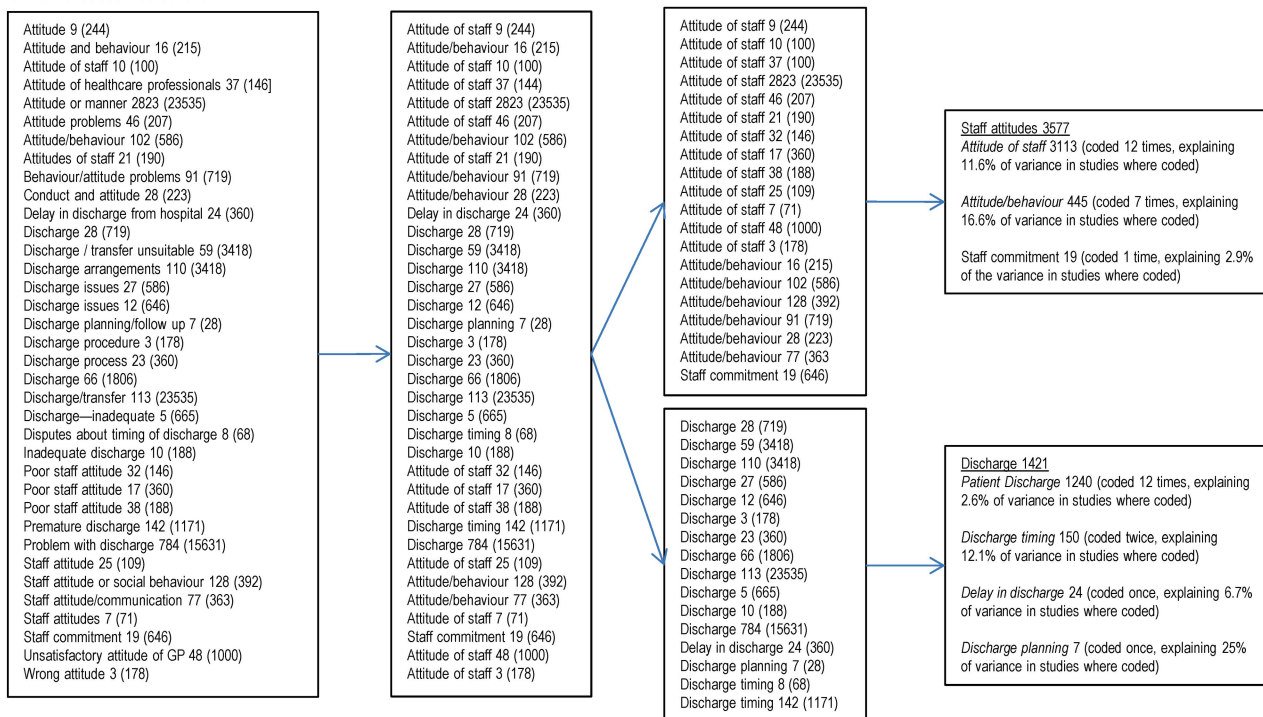 Attitude 9 (244)
Attitude and behaviour 16 (215)
Attitude of staff 10 (100)
Attitude of healthcare professionals 37 (146]
Attitude or manner 2823 (23535)
Attitude problems 46 (207)
Attitude/behaviour 102 (586)
Attitudes of staff 21 (190)
Behaviour/attitude problems 91 (719)
Conduct and attitude 28 (223)
Delay in discharge from hospital 24 (360)
Discharge 28 (719)
Discharge / transfer unsuitable 59 (3418)
Discharge arrangements 110 (3418)
Discharge issues 27 (586)
Discharge issues 12 (646)
Discharge planning/follow up 7 (28)
Discharge procedure 3 (178)
Discharge process 23 (360)
Discharge 66 (1806)
Discharge/transfer 113 (23535)
Discharge—inadequate 5 (665)
Disputes about timing of discharge 8 (68)
Inadequate discharge 10 (188)
Poor staff attitude 32 (146)
Poor staff attitude 17 (360)
Poor staff attitude 38 (188)
Premature discharge 142 (1171)
Problem with discharge 784 (15631)
Staff attitude 25 (109)
Staff attitude or social behaviour 128 (392)
Staff attitude/communication 77 (363)
Staff attitudes 7 (71)
Staff commitment 19 (646)
Unsatisfactory attitude of GP 48 (1000)
Wrong attitude 3 (178)
Attitude of staff 9 (244)
Attitude/behaviour 16 (215)
Attitude of staff 10 (100)
Attitude of staff 37 (144)
Attitude of staff 2823 (23535)
Attitude of staff 46 (207)
Attitude/behaviour 102 (586)
Attitude of staff 21 (190)
Attitude/behaviour 91 (719)
Attitude/behaviour 28 (223)
Delay in discharge 24 (360)
Discharge 28 (719)
Discharge 59 (3418)
Discharge 110 (3418)
Discharge 27 (586)
Discharge 12 (646)
Discharge planning 7 (28)
Discharge 3 (178)
Discharge 23 (360)
Discharge 66 (1806)
Discharge 113 (23535)
Discharge 5 (665)
Discharge timing 8 (68)
Discharge 10 (188)
Attitude of staff 32 (146)
Attitude of staff 17 (360)
Attitude of staff 38 (188)
Discharge timing 142 (1171)
Discharge 784 (15631)
Attitude of staff 25 (109)
Attitude/behaviour 128 (392)
Attitude/behaviour 77 (363)
Attitude of staff 7 (71)
Staff commitment 19 (646)
Attitude of staff 48 (1000)
Attitude of staff 3 (178)
Attitude of staff 9 (244)
Attitude of staff 10 (100)
Attitude of staff 37 (100)
Attitude of staff 2823 (23535)
Attitude of staff 46 (207)
Attitude of staff 21 (190)
Attitude of staff 32 (146)
Attitude of staff 17 (360)
Attitude of staff 38 (188)
Attitude of staff 25 (109)
Attitude of staff 7 (71)
Attitude of staff 48 (1000)
Attitude of staff 3 (178)
Attitude/behaviour 16 (215)
Attitude/behaviour 102 (586)
Attitude/behaviour 128 (392)
Attitude/behaviour 91 (719)
Attitude/behaviour 28 (223)
Attitude/behaviour 77 (363
Staff commitment 19 (646)
Discharge 28 (719)
Discharge 59 (3418)
Discharge 110 (3418)
Discharge 27 (586)
Discharge 12 (646)
Discharge 3 (178)
Discharge 23 (360)
Discharge 66 (1806)
Discharge 113 (23535)
Discharge 5 (665)
Discharge 10 (188)
Discharge 784 (15631)
Delay in discharge 24 (360)
Discharge planning 7 (28)
Discharge timing 8 (68)
Discharge timing 142 (1171)
Staff attitudes 3577
Attitude of staff 3113 (coded 12 times, explaining
11.6% of variance in studies where coded)
Attitude/behaviour 445 (coded 7 times, explaining
16.6% of variance in studies where coded)
Staff commitment 19 (coded 1 time, explaining 2.9%
of the variance in studies where coded)
Discharge 1421
Patient Discharge 1240 (coded 12 times, explaining
2.6% of variance in studies where coded)
Discharge timing 150 (coded twice, explaining
12.1% of variance in studies where coded)
Delay in discharge 24 (coded once, explaining 6.7%
of variance in studies where coded)
Discharge planning 7 (coded once, explaining 25%
of variance in studies where coded)